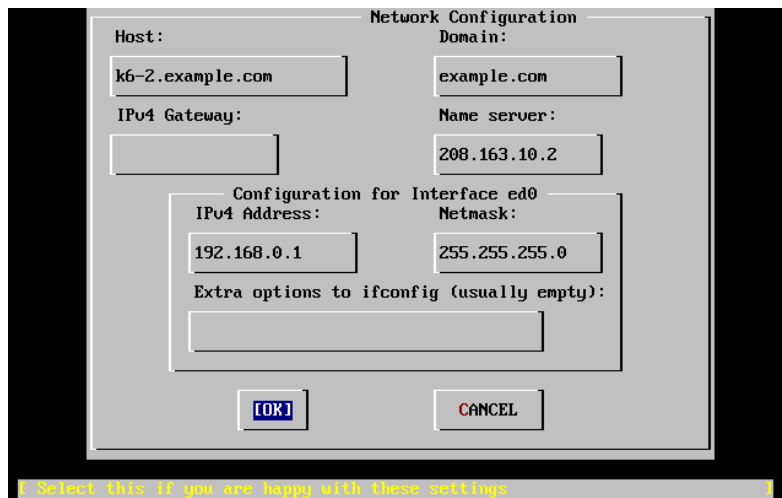 Network Configuration
Host: Domain:
k6-2.example.com example.com
IPv4 Gateway: Name server:
208.163.10.2
Configuration for Interface ed0
IPv4 Address: Netmask:
192.168.0.1 255.255.255.0
Extra options to ifconfig (usually empty):
[OK] CANCEL
[ Select this if you are happy with these settings ]